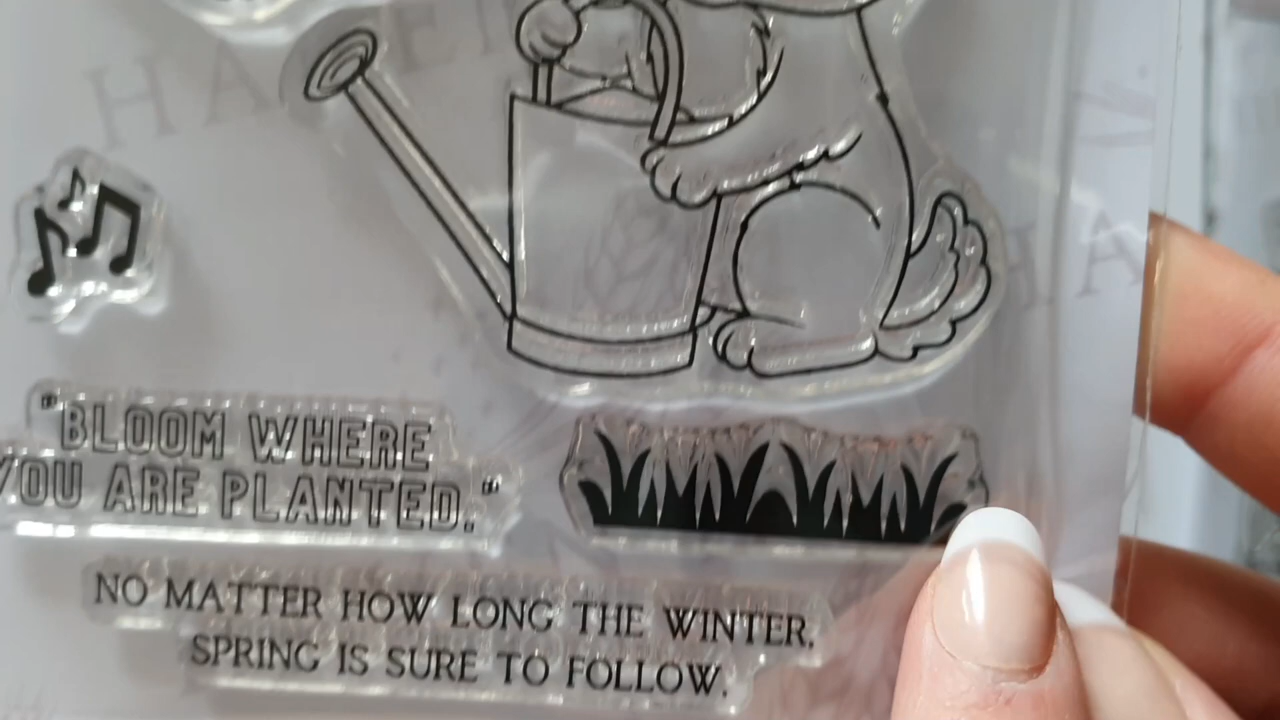 "BLOOM WHERE
YOU ARE PLANTED."
NO MATTER HOW LONG THE WINTER.
SPRING IS SURE TO FOLLOW.